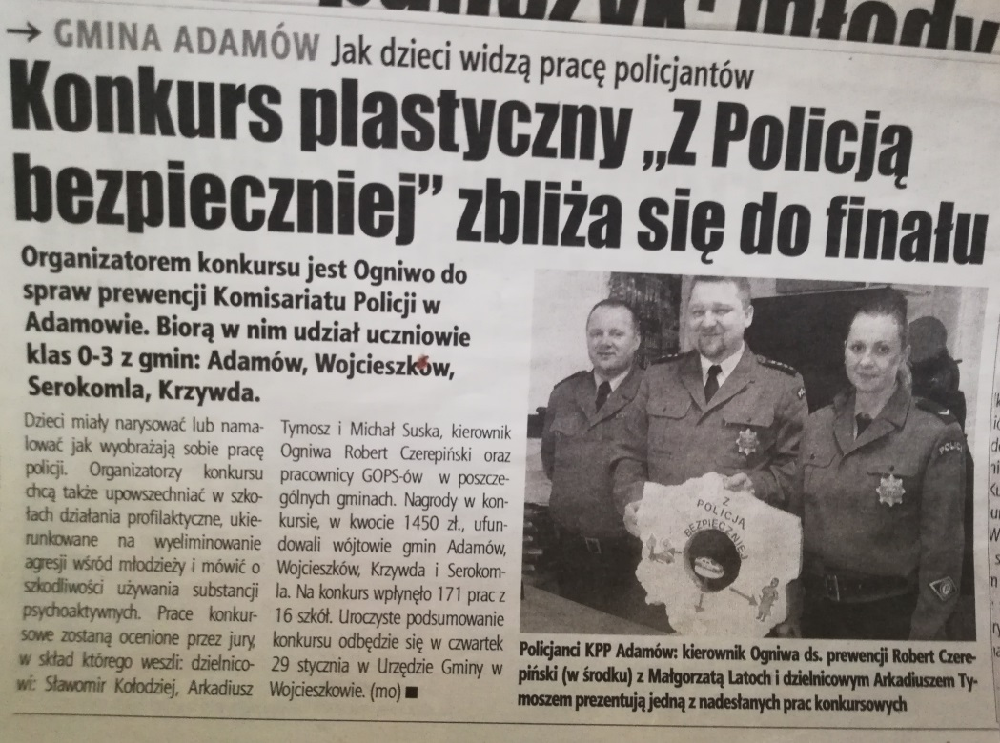 młody
→ GMINA ADAMÓW Jak dzieci widzą pracę policjantów
Konkurs plastyczny „Z Policją
bezpieczniej” zbliża się do finału
Organizatorem konkursu jest Ogniwo do
spraw prewencji Komisariatu Policji w
Adamowie. Biorą w nim udział uczniowie
klas 0-3 z gmin: Adamów, Wojcieszków,
Serokomla, Krzywda.
Dzieci miały narysować lub nama-
lować jak wyobrażają sobie pracę
policji. Organizatorzy konkursu
chcą także upowszechniać w szko-
łach działania profilaktyczne, ukie-
runkowane na wyeliminowanie
agresji wśród młodzieży i mówić o
szkodliwości używania substancji
psychoaktywnych. Prace konkur-
sowe zostaną ocenione przez jury,
w skład którego weszli: dzielnico-
wi: Sławomir Kołodziej, Arkadiusz
Tymosz i Michał Suska, kierownik
Ogniwa Robert Czerepiński oraz
pracownicy GOPS-ów w poszcze-
gólnych gminach. Nagrody w kon-
kursie, w kwocie 1450 zł., ufun-
dowali wójtowie gmin Adamów,
Wojcieszków, Krzywda i Serokom-
la. Na konkurs wpłynęło 171 prac z
16 szkół. Uroczyste podsumowanie
konkursu odbędzie się w czwartek
29 stycznia w Urzędzie Gminy w
Wojcieszkowie. (mo) ■
POLICJA
Z
POLICJĄ
BEZPIECZNIEJ
Policjanci KPP Adamów: kierownik Ogniwa ds. prewencji Robert Czere-
piński (w środku) z Małgorzatą Latoch i dzielnicowym Arkadiuszem Ty-
moszem prezentują jedną z nadesłanych prac konkursowych